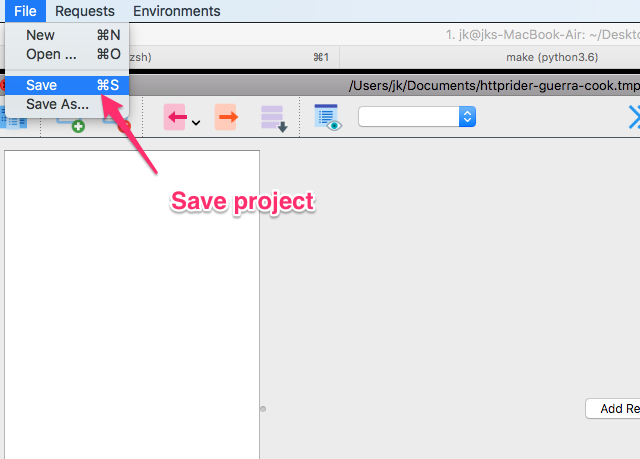 File Requests Environments
New ⌘N
1. jk@jks-MacBook-Air: ~/Deskto
Open ... ⌘O
zsh) ⌘1 make (python3.6)
Save ⌘S
/Users/jk/Documents/httprider-guerra-cook.tmp
Save As...
Save project
Add Re